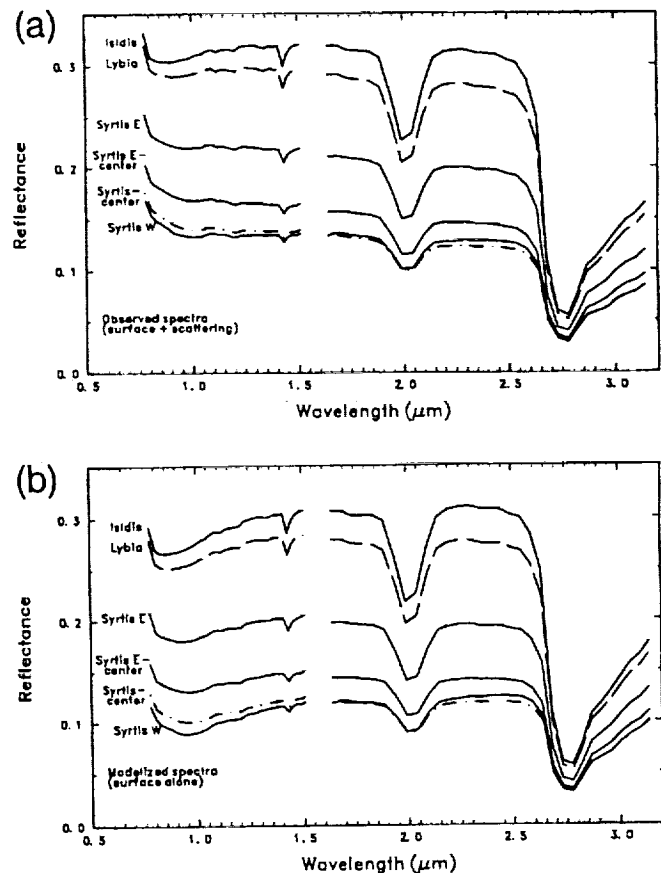 (a)
Isidis
Lybia
Syrtis E
Syrtis E-
center
Syrtis-
center
Syrtis W
Observed spectra
(surface + scattering)
Reflectance
0.3
0.2
0.1
0.0
0.5
1.0
1.5
2.0
2.5
3.0
Wavelength (μm)
(b)
Isidis
Lybia
Syrtis E
Syrtis E-
center
Syrtis-
center
Syrtis W
Modelized spectra
(surface alone)
Reflectance
0.3
0.2
0.1
0.0
0.5
1.0
1.5
2.0
2.5
3.0
Wavelength (μm)